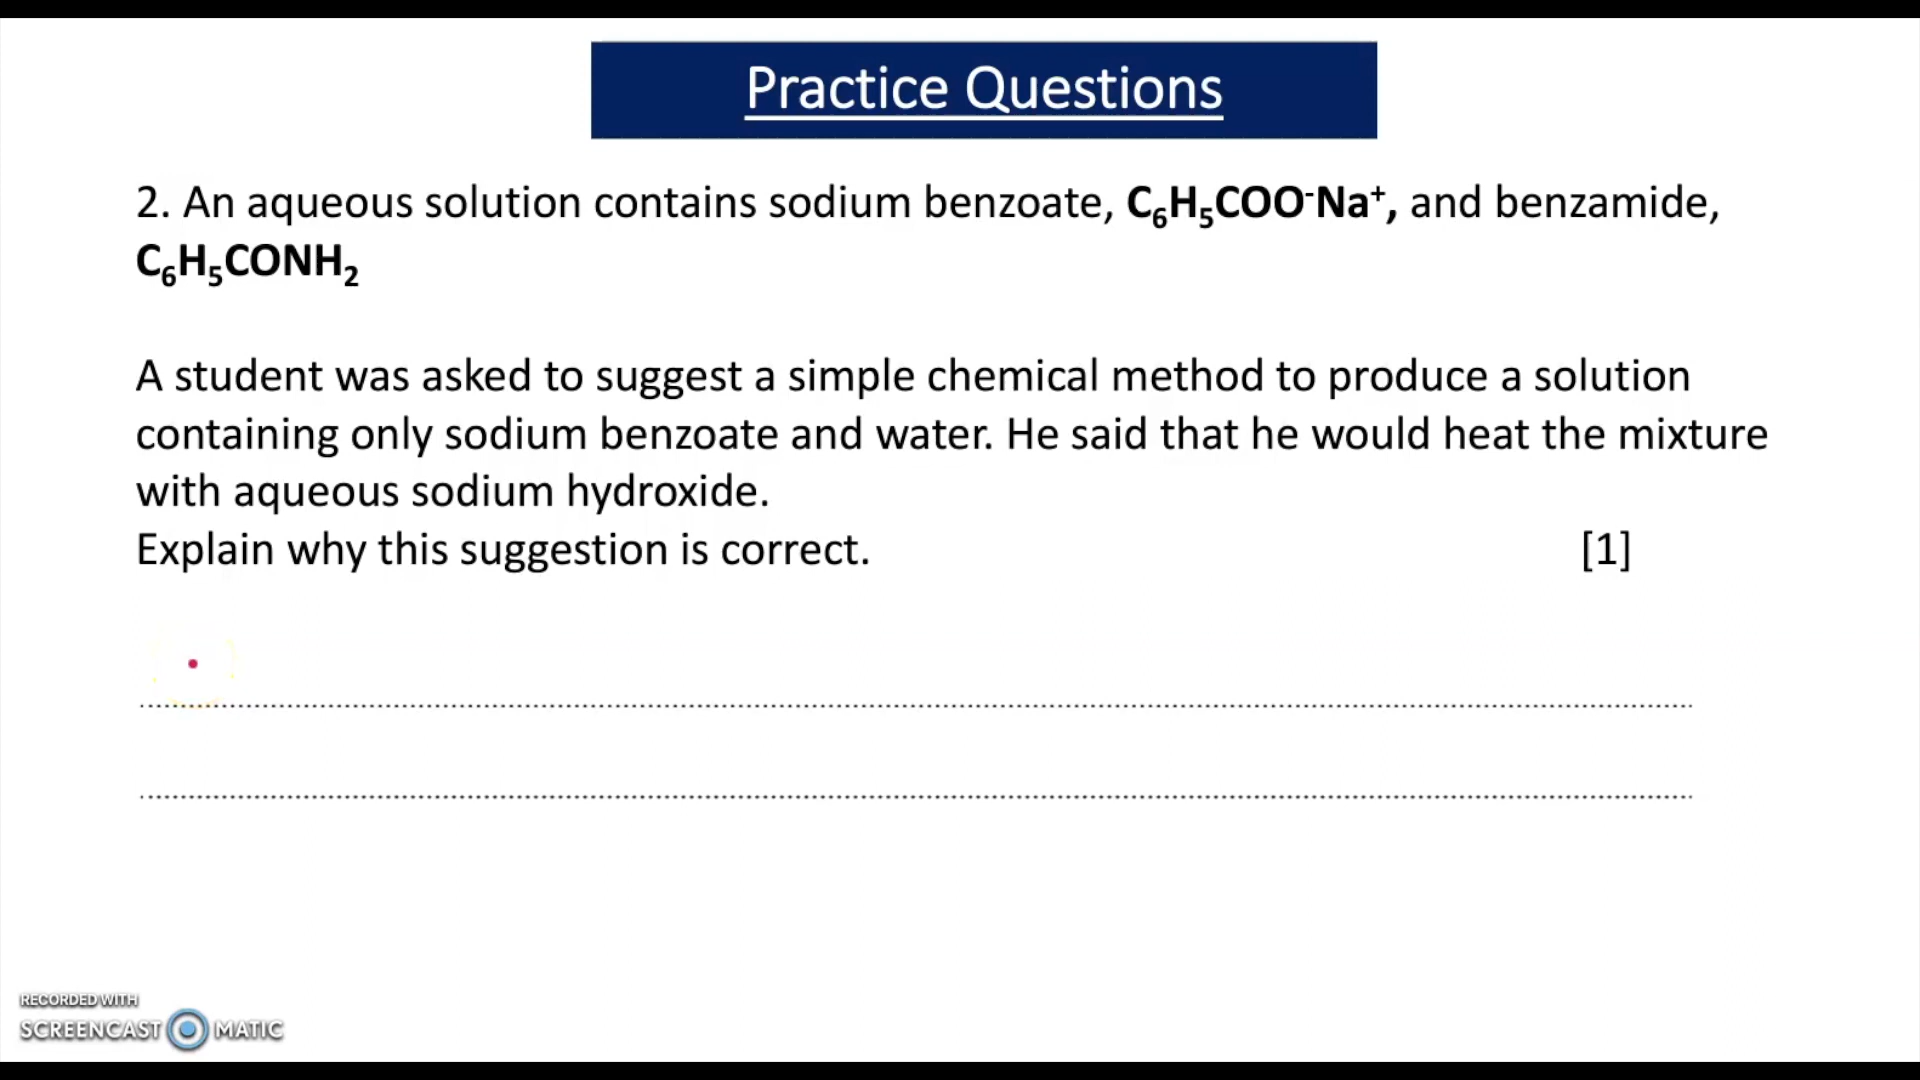 Practice Questions
2. An aqueous solution contains sodium benzoate, C₆H₅COO⁻Na⁺, and benzamide,
C₆H₅CONH₂
A student was asked to suggest a simple chemical method to produce a solution
containing only sodium benzoate and water. He said that he would heat the mixture
with aqueous sodium hydroxide.
Explain why this suggestion is correct. [1]
RECORDED WITH
SCREENCAST MATIC